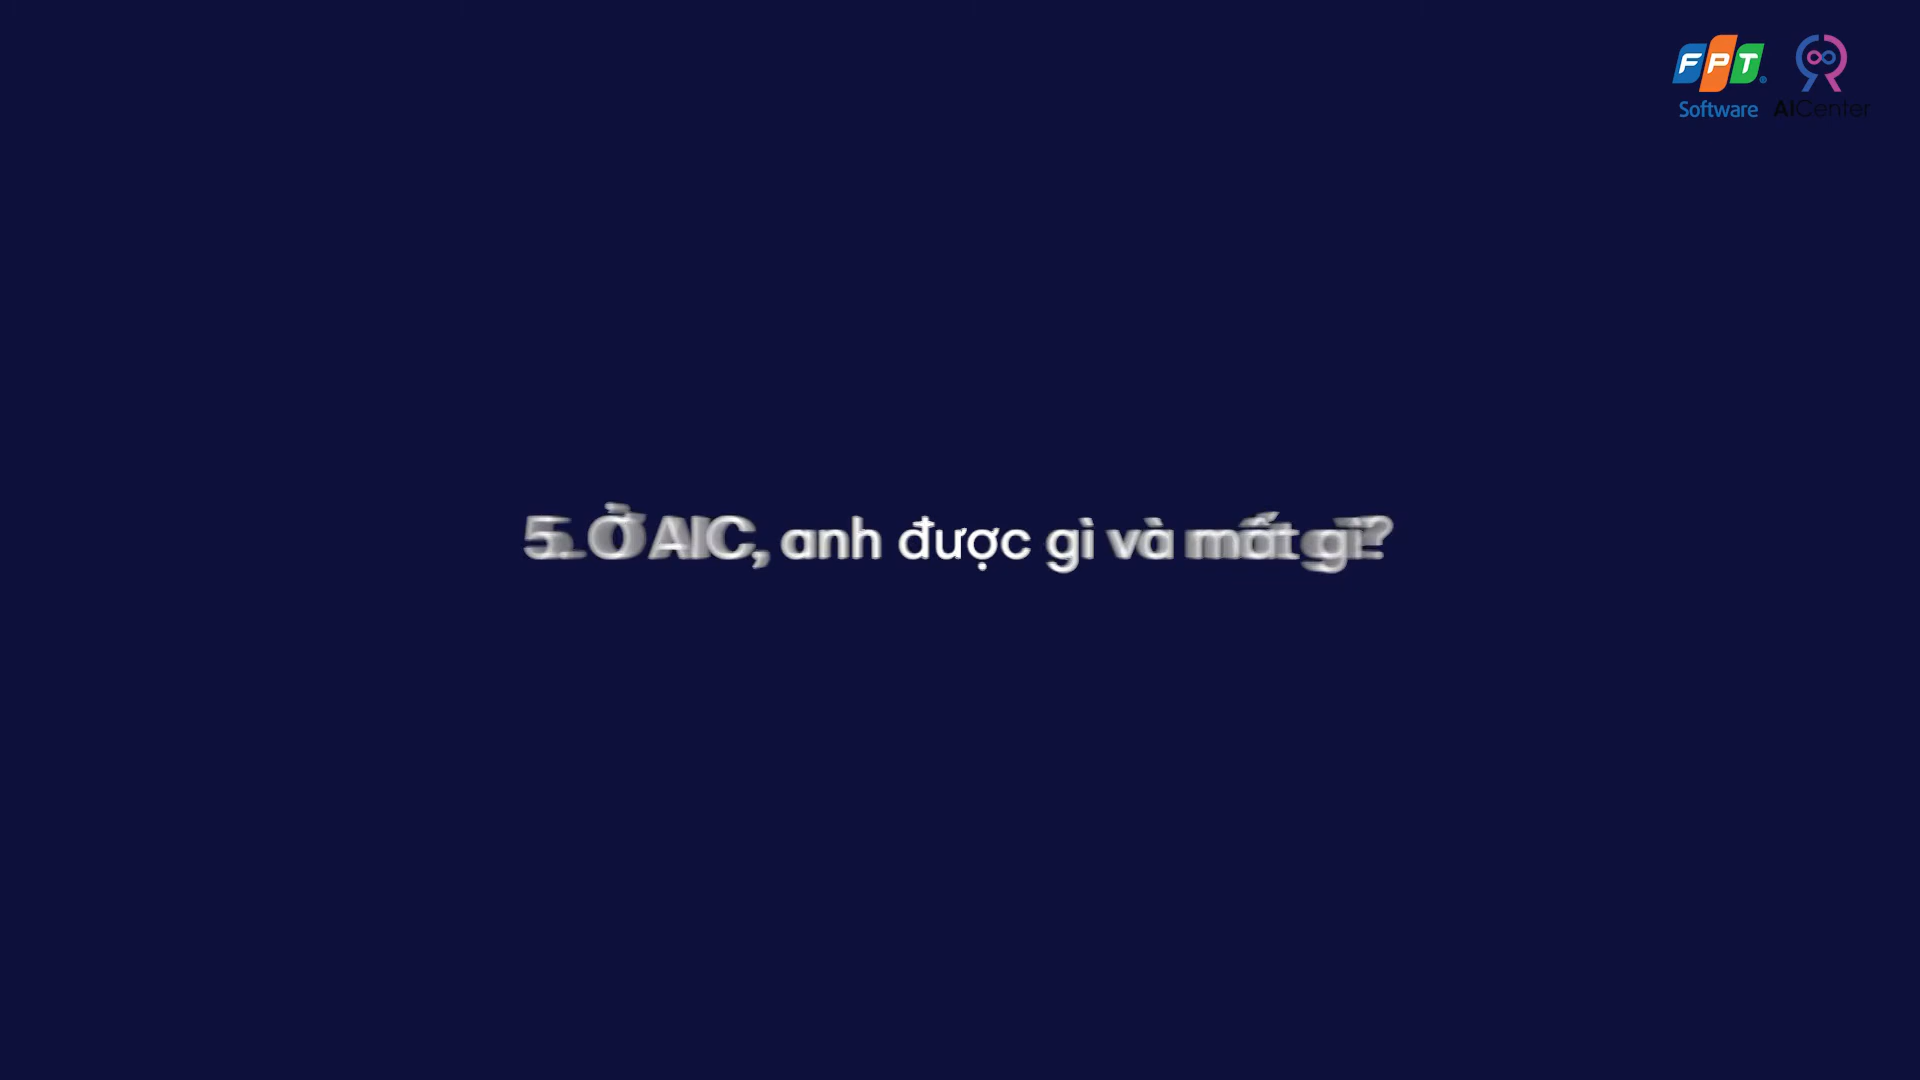 FPT
Software AICenter
5. Ở AIC, anh được gì và mất gì?